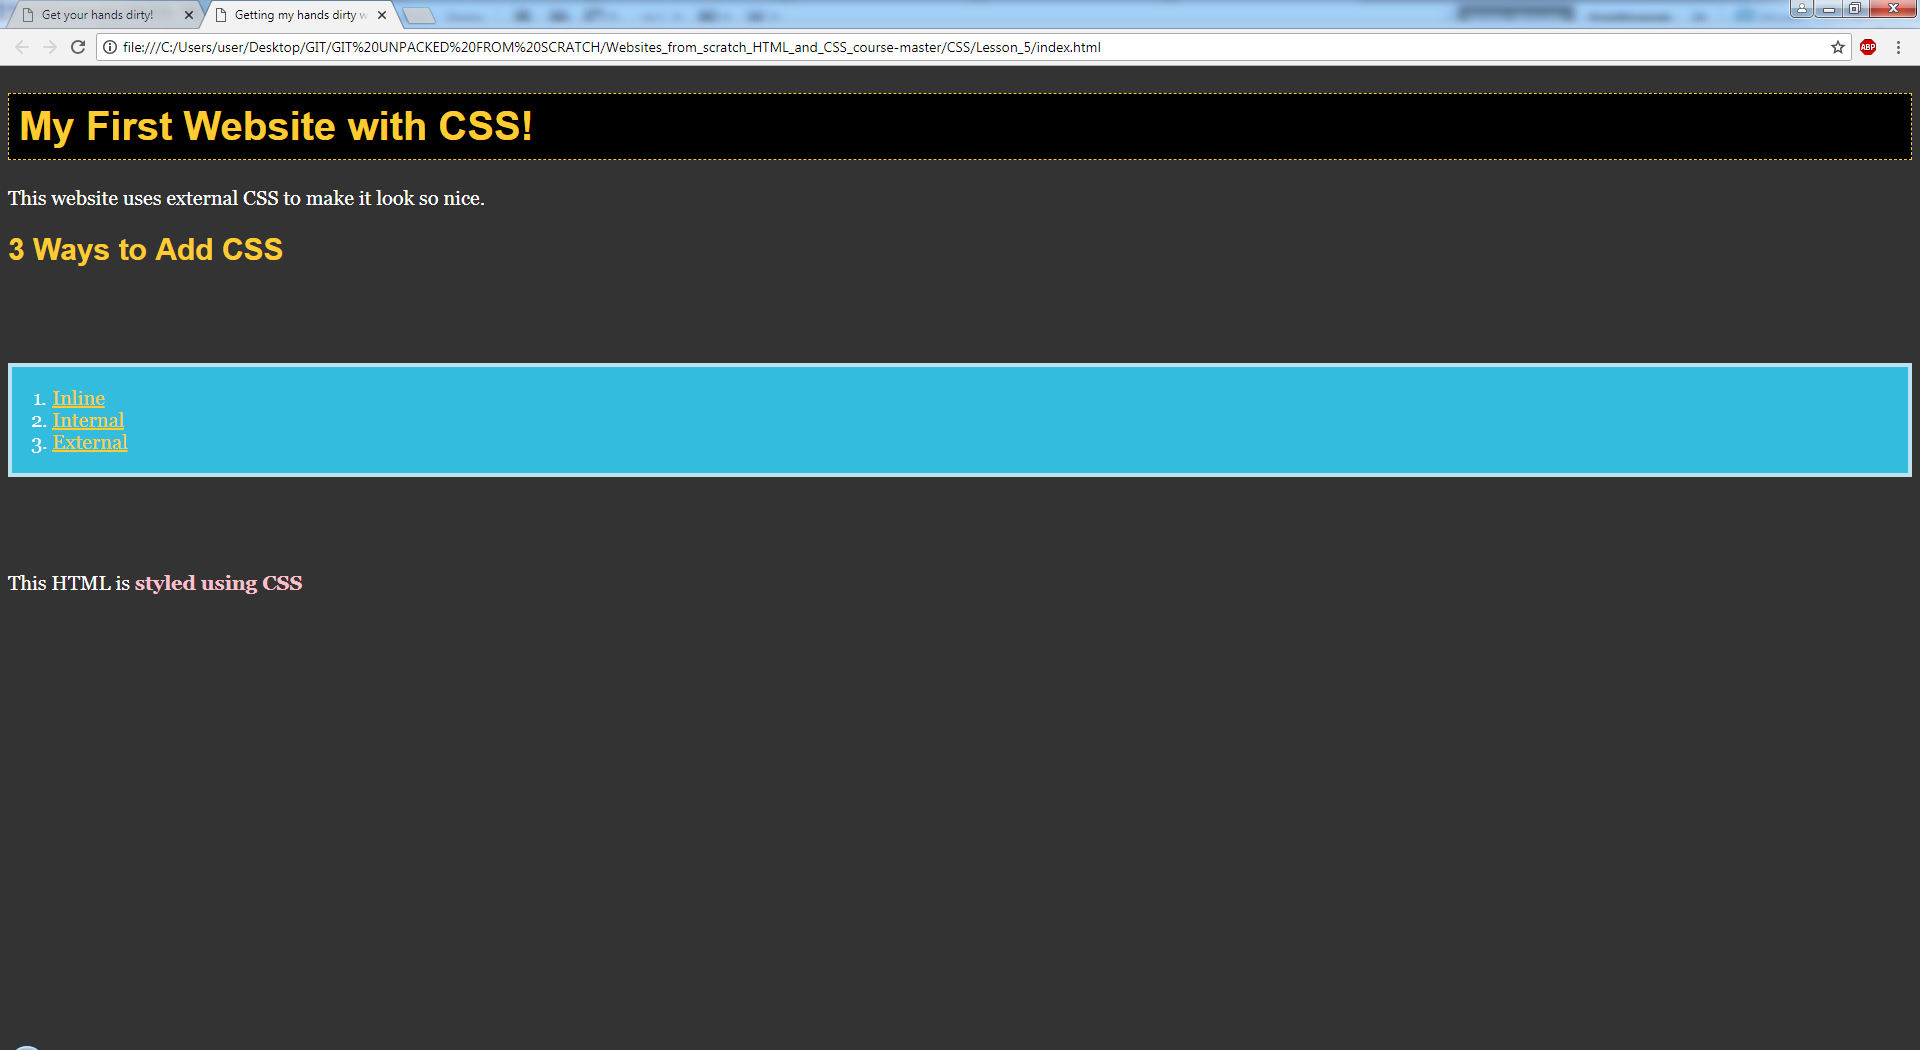 Get your hands dirty!
Getting my hands dirty w
file:///C:/Users/user/Desktop/GIT/GIT%20UNPACKED%20FROM%20SCRATCH/Websites_from_scratch_HTML_and_CSS_course-master/CSS/Lesson_5/index.html
ABP
My First Website with CSS!
This website uses external CSS to make it look so nice.
3 Ways to Add CSS
1. Inline
2. Internal
3. External
This HTML is styled using CSS